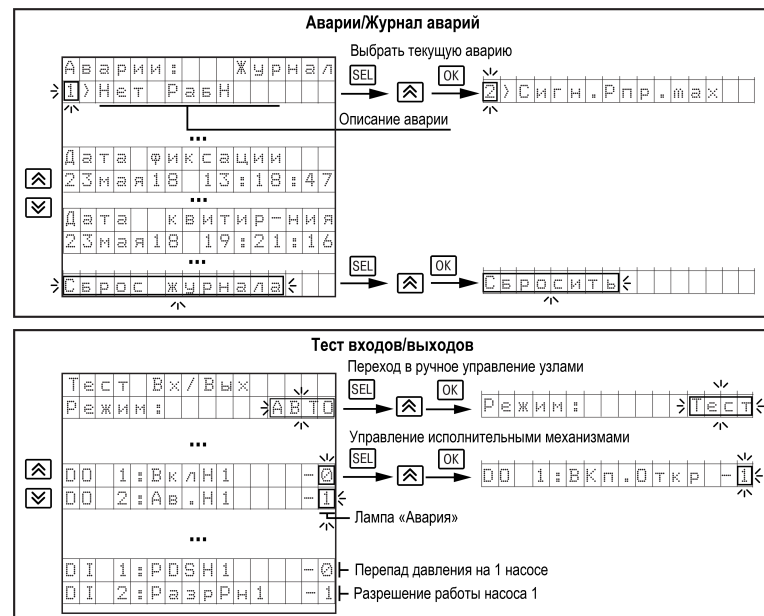 Аварии/Журнал аварий
Выбрать текущую аварию
Аварии: Журнал
SEL
OK
1>Нет РабН
2>Сигн.Рпр.max
Описание аварии
...
Дата фиксации
23мая18 13:18:47
...
Дата квитир-ния
23мая18 19:21:16
...
SEL
OK
Сброс журнала
Сбросить
Тест входов/выходов
Переход в ручное управление узлами
Тест Вх/Вых
SEL
OK
Режим: АВТО
Режим: Тест
...
Управление исполнительными механизмами
SEL
OK
DO 1:ВклН1 -0
DO 1:ВКп.Откр -1
DO 2:Ав.Н1 -1
Лампа «Авария»
...
DI 1:PDSH1 -0
Перепад давления на 1 насосе
DI 2:РазрРн1 -1
Разрешение работы насоса 1